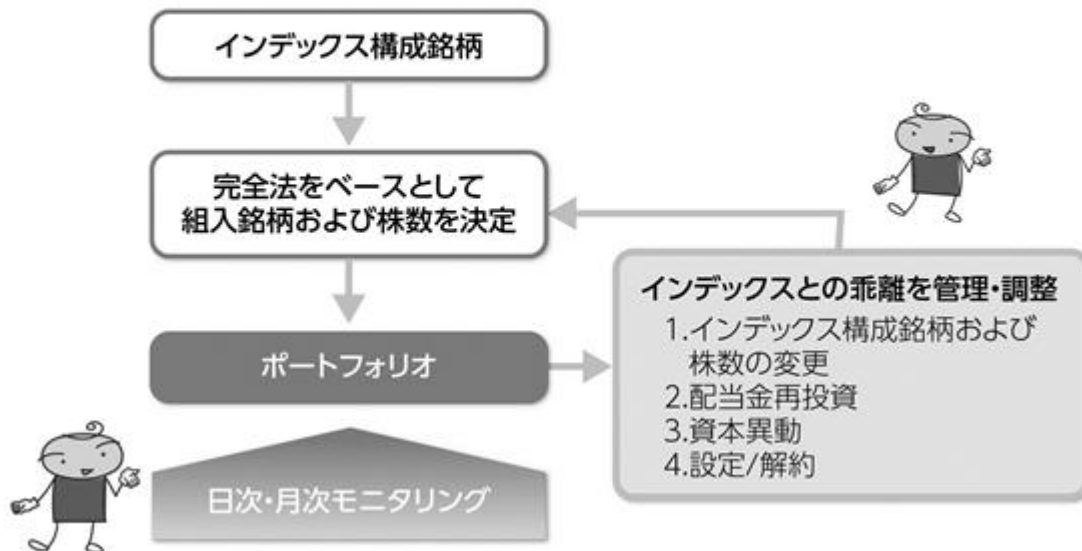 インデックス構成銘柄
完全法をベースとして
組入銘柄および株数を決定
ポートフォリオ
日次・月次モニタリング
インデックスとの乖離を管理・調整
1.インデックス構成銘柄および
株数の変更
2.配当金再投資
3.資本異動
4.設定/解約